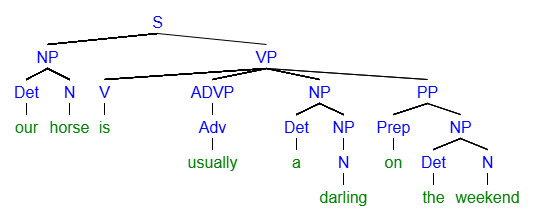 S
NP VP
Det N V ADVP NP PP
our horse is Adv Det NP Prep NP
usually a N on Det N
darling the weekend